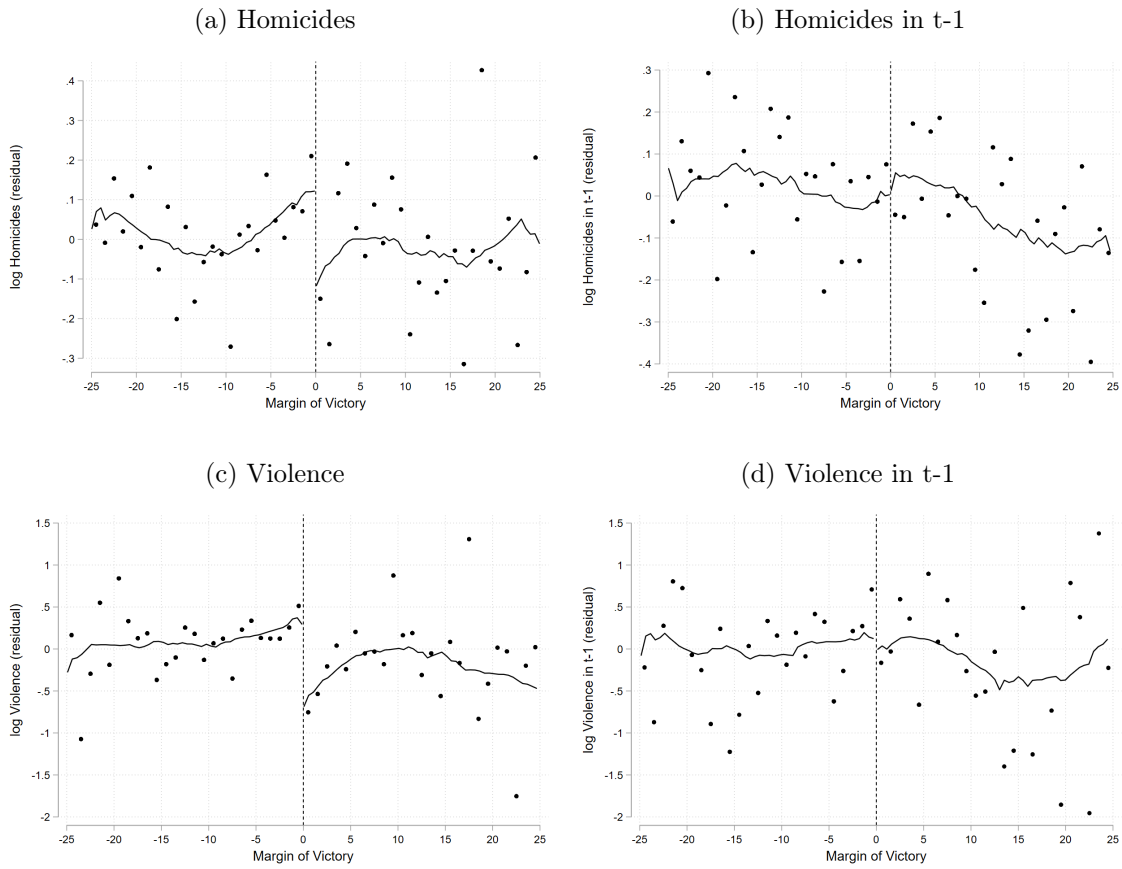 (a) Homicides
(b) Homicides in t-1
.4
.3
.2
.1
0
-.1
-.2
-.3
log Homicides (residual)
-25 -20 -15 -10 -5 0 5 10 15 20 25
Margin of Victory
.3
.2
.1
0
-.1
-.2
-.3
-.4
log Homicides in t-1 (residual)
-25 -20 -15 -10 -5 0 5 10 15 20 25
Margin of Victory
(c) Violence
(d) Violence in t-1
1.5
1
.5
0
-.5
-1
-1.5
-2
log Violence (residual)
-25 -20 -15 -10 -5 0 5 10 15 20 25
Margin of Victory
1.5
1
.5
0
-.5
-1
-1.5
-2
log Violence in t-1 (residual)
-25 -20 -15 -10 -5 0 5 10 15 20 25
Margin of Victory